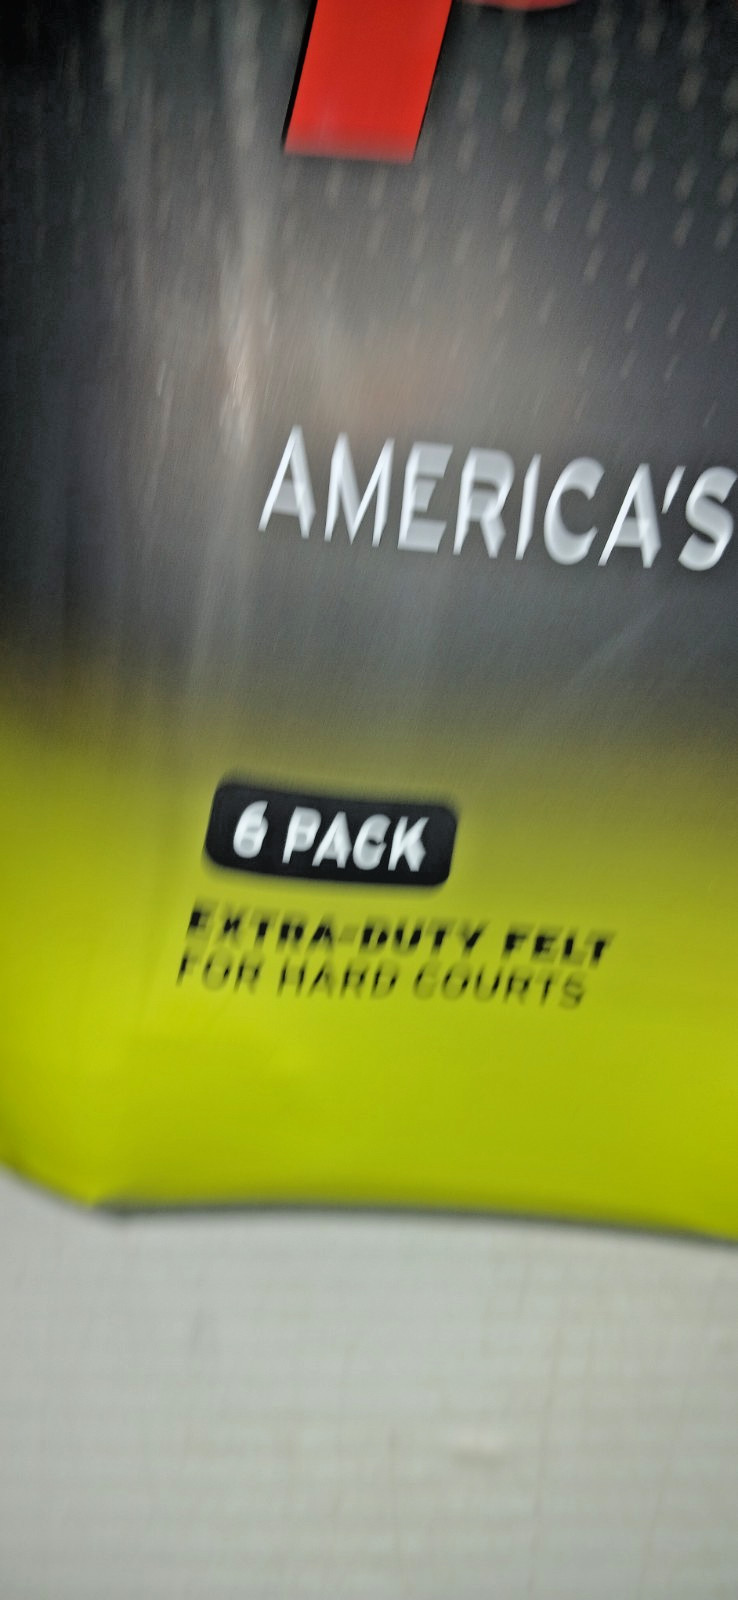 AMERICA'S
6 PACK
EXTRA-DUTY FELT
FOR HARD COURTS